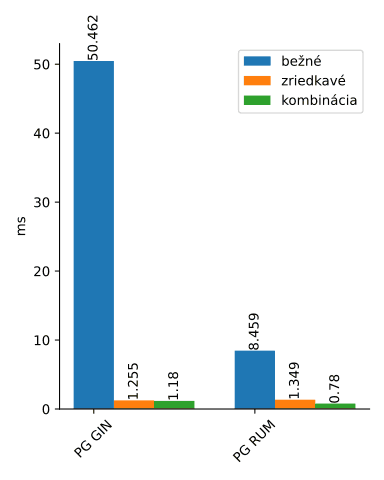 bežné
zriedkavé
kombinácia
ms
50
40
30
20
10
0
50.462
1.255
1.18
8.459
1.349
0.78
PG GIN
PG RUM